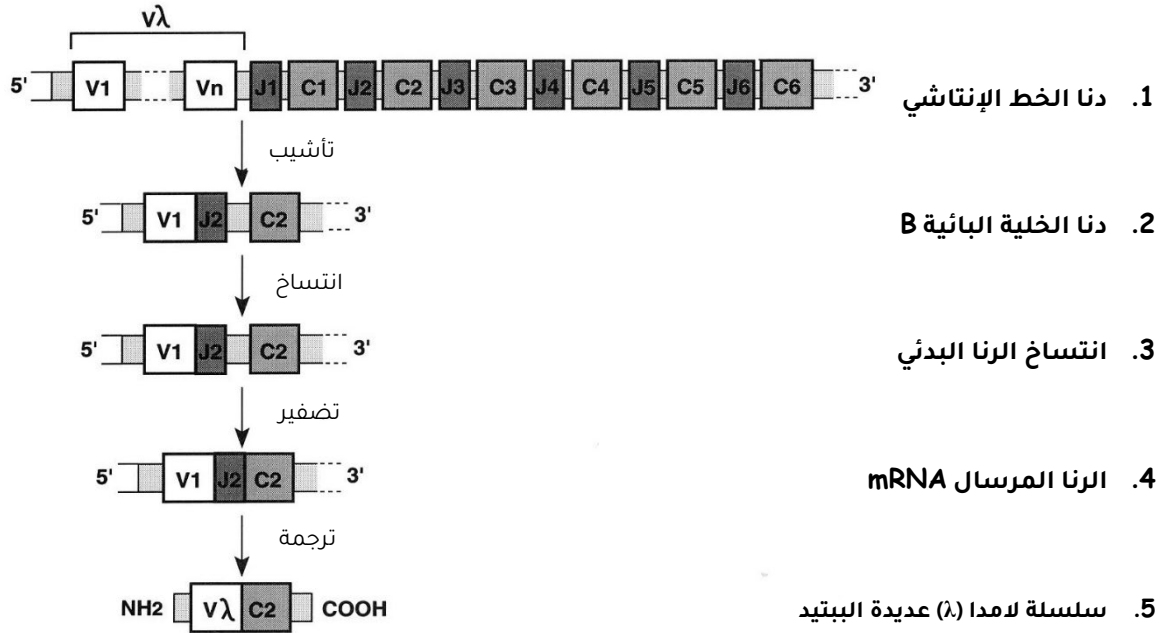 Vλ
5' V1 Vn J1 C1 J2 C2 J3 C3 J4 C4 J5 C5 J6 C6 3'
1. دنا الخط الإنتاشي
تأشيب
5' V1 J2 C2 3'
2. دنا الخلية البائية B
انتساخ
5' V1 J2 C2 3'
3. انتساخ الرنا البدئي
تضفير
5' V1 J2 C2 3'
4. الرنا المرسال mRNA
ترجمة
NH2 Vλ C2 COOH
5. سلسلة لامدا (λ) عديدة الببتيد